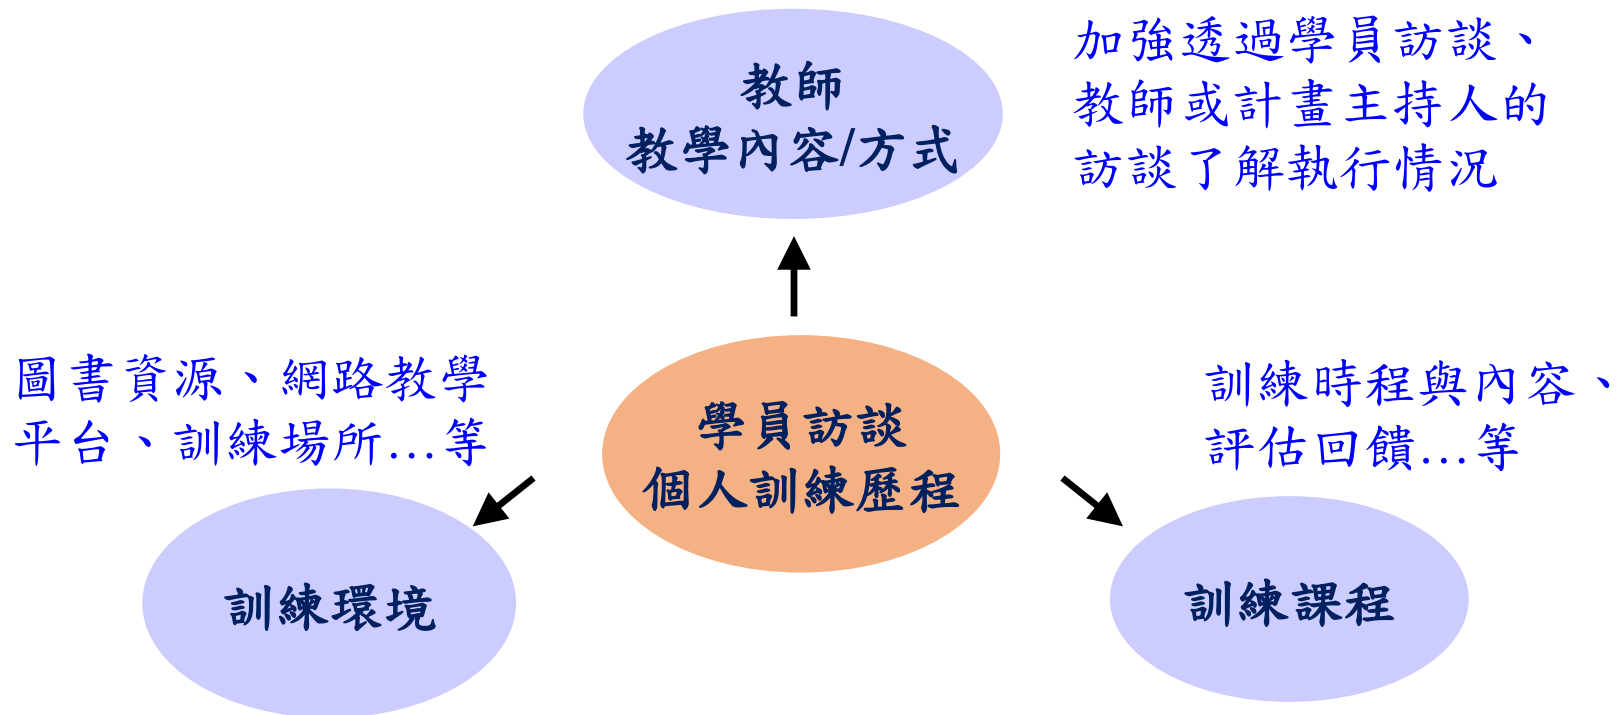 教師
教學內容/方式
加強透過學員訪談、
教師或計畫主持人的
訪談了解執行情況
圖書資源、網路教學
平台、訓練場所…等
學員訪談
個人訓練歷程
訓練時程與內容、
評估回饋…等
訓練環境
訓練課程